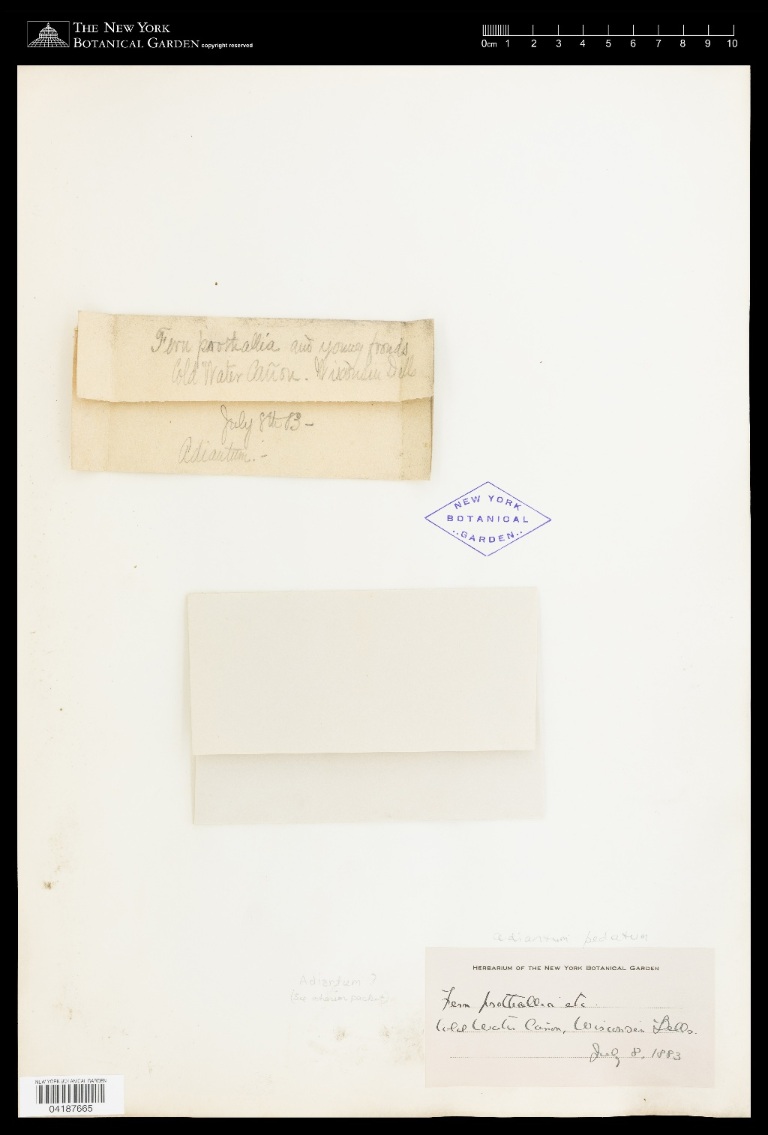 THE NEW YORK
BOTANICAL GARDEN copyright reserved
0cm 1 2 3 4 5 6 7 8 9 10
Fern prothallia and young fronds
Cold Water Cañon. Wisconsin Dells
July 8th 83 -
Adiantum. -
NEW YORK
BOTANICAL
GARDEN
Adiantum pedatum
HERBARIUM OF THE NEW YORK BOTANICAL GARDEN
Fern prothallia etc
Cold Water Cañon, Wisconsin Dells.
July 8, 1883
Adiantum ?
NEW YORK BOTANICAL GARDEN
04187665